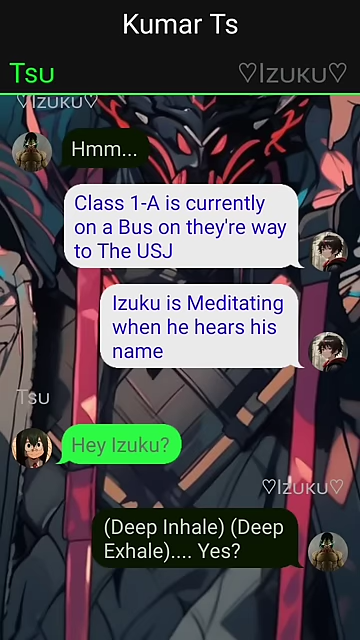 Kumar Ts
Tsu ♡Izuku♡
♡Izuku♡
Hmm...
Class 1-A is currently
on a Bus on they're way
to The USJ
Izuku is Meditating
when he hears his
name
Tsu
Hey Izuku?
♡Izuku♡
(Deep Inhale) (Deep
Exhale).... Yes?